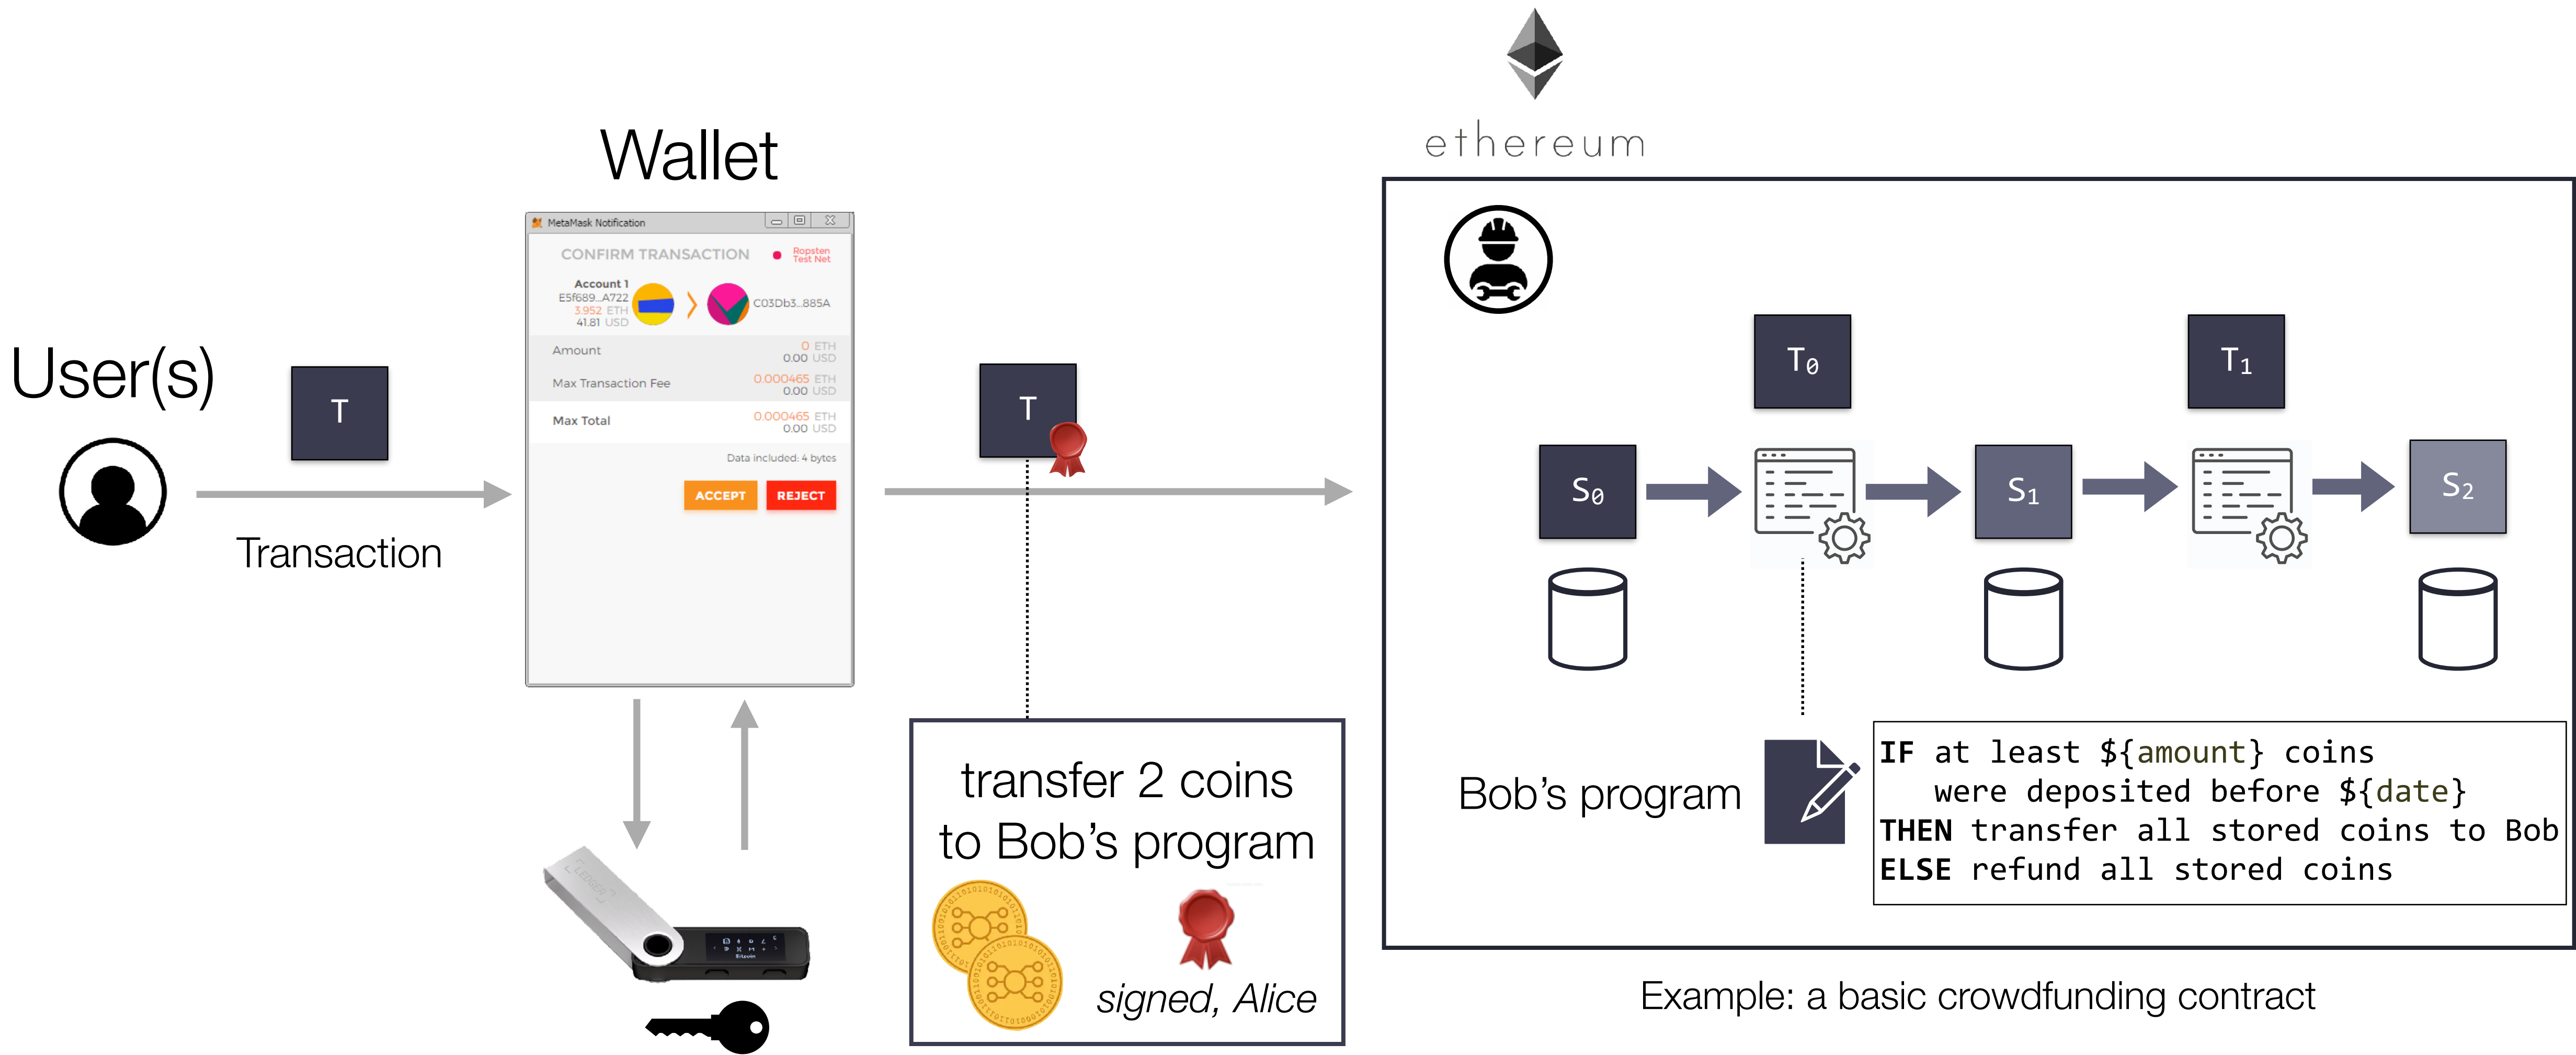 ethereum
Wallet
MetaMask Notification
CONFIRM TRANSACTION
Ropsten
Test Net
Account 1
E5f689...A722
3.952 ETH
41.81 USD
C03Db3...885A
Amount
0 ETH
0.00 USD
Max Transaction Fee
0.000465 ETH
0.00 USD
Max Total
0.000465 ETH
0.00 USD
Data included: 4 bytes
ACCEPT
REJECT
User(s)
T
Transaction
T
LEDGER
Bitcoin
transfer 2 coins
to Bob's program
signed, Alice
T0
T1
S0
S1
S2
Bob's program
IF at least ${amount} coins
were deposited before ${date}
THEN transfer all stored coins to Bob
ELSE refund all stored coins
Example: a basic crowdfunding contract